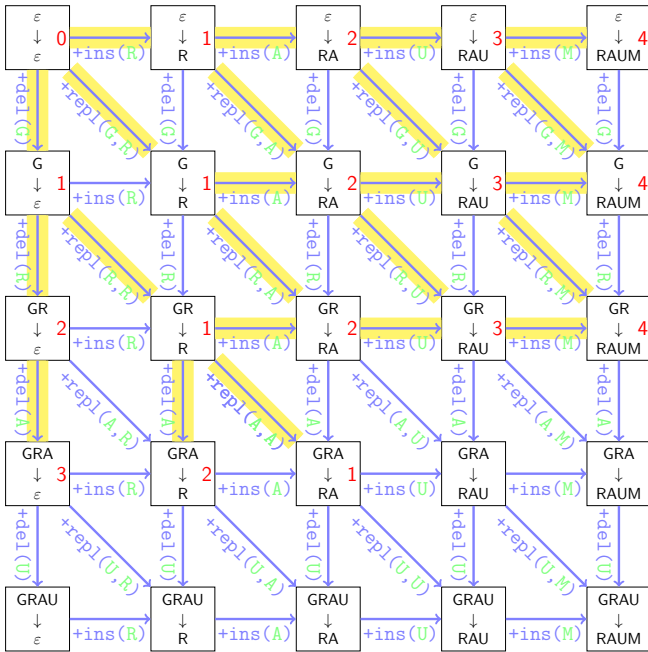 ε ε ε ε ε
↓ 0 ↓ 1 ↓ 2 ↓ 3 ↓ 4
ε R RA RAU RAUM
+ins(R) +ins(A) +ins(U) +ins(M)
+del(G) +repl(G,R) +del(G) +repl(G,A) +del(G) +repl(G,U) +del(G) +repl(G,M) +del(G)
G G G G G
↓ 1 ↓ 1 ↓ 2 ↓ 3 ↓ 4
ε R RA RAU RAUM
+ins(R) +ins(A) +ins(U) +ins(M)
+del(R) +repl(R,R) +del(R) +repl(R,A) +del(R) +repl(R,U) +del(R) +repl(R,M) +del(R)
GR GR GR GR GR
↓ 2 ↓ 1 ↓ 2 ↓ 3 ↓ 4
ε R RA RAU RAUM
+ins(R) +ins(A) +ins(U) +ins(M)
+del(A) +repl(A,R) +del(A) +repl(A,A) +del(A) +repl(A,U) +del(A) +repl(A,M) +del(A)
GRA GRA GRA GRA GRA
↓ 3 ↓ 2 ↓ 1 ↓ ↓
ε R RA RAU RAUM
+ins(R) +ins(A) +ins(U) +ins(M)
+del(U) +repl(U,R) +del(U) +repl(U,A) +del(U) +repl(U,U) +del(U) +repl(U,M) +del(U)
GRAU GRAU GRAU GRAU GRAU
↓ ↓ ↓ ↓ ↓
ε R RA RAU RAUM
+ins(R) +ins(A) +ins(U) +ins(M)